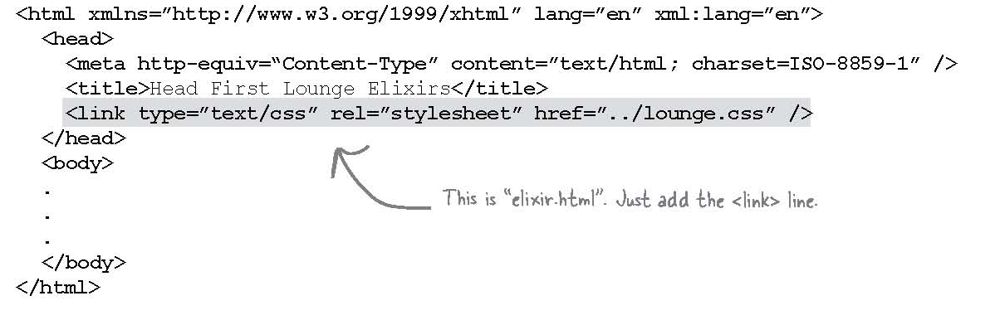 <html xmlns=”http://www.w3.org/1999/xhtml” lang=”en” xml:lang=”en”>
<head>
<meta http-equiv=“Content-Type” content=”text/html; charset=ISO-8859-1” />
<title>Head First Lounge Elixirs</title>
<link type=”text/css” rel=”stylesheet” href=”../lounge.css” />
</head>
<body>
.
.
.
</body>
</html>
This is “elixir.html”. Just add the <link> line.